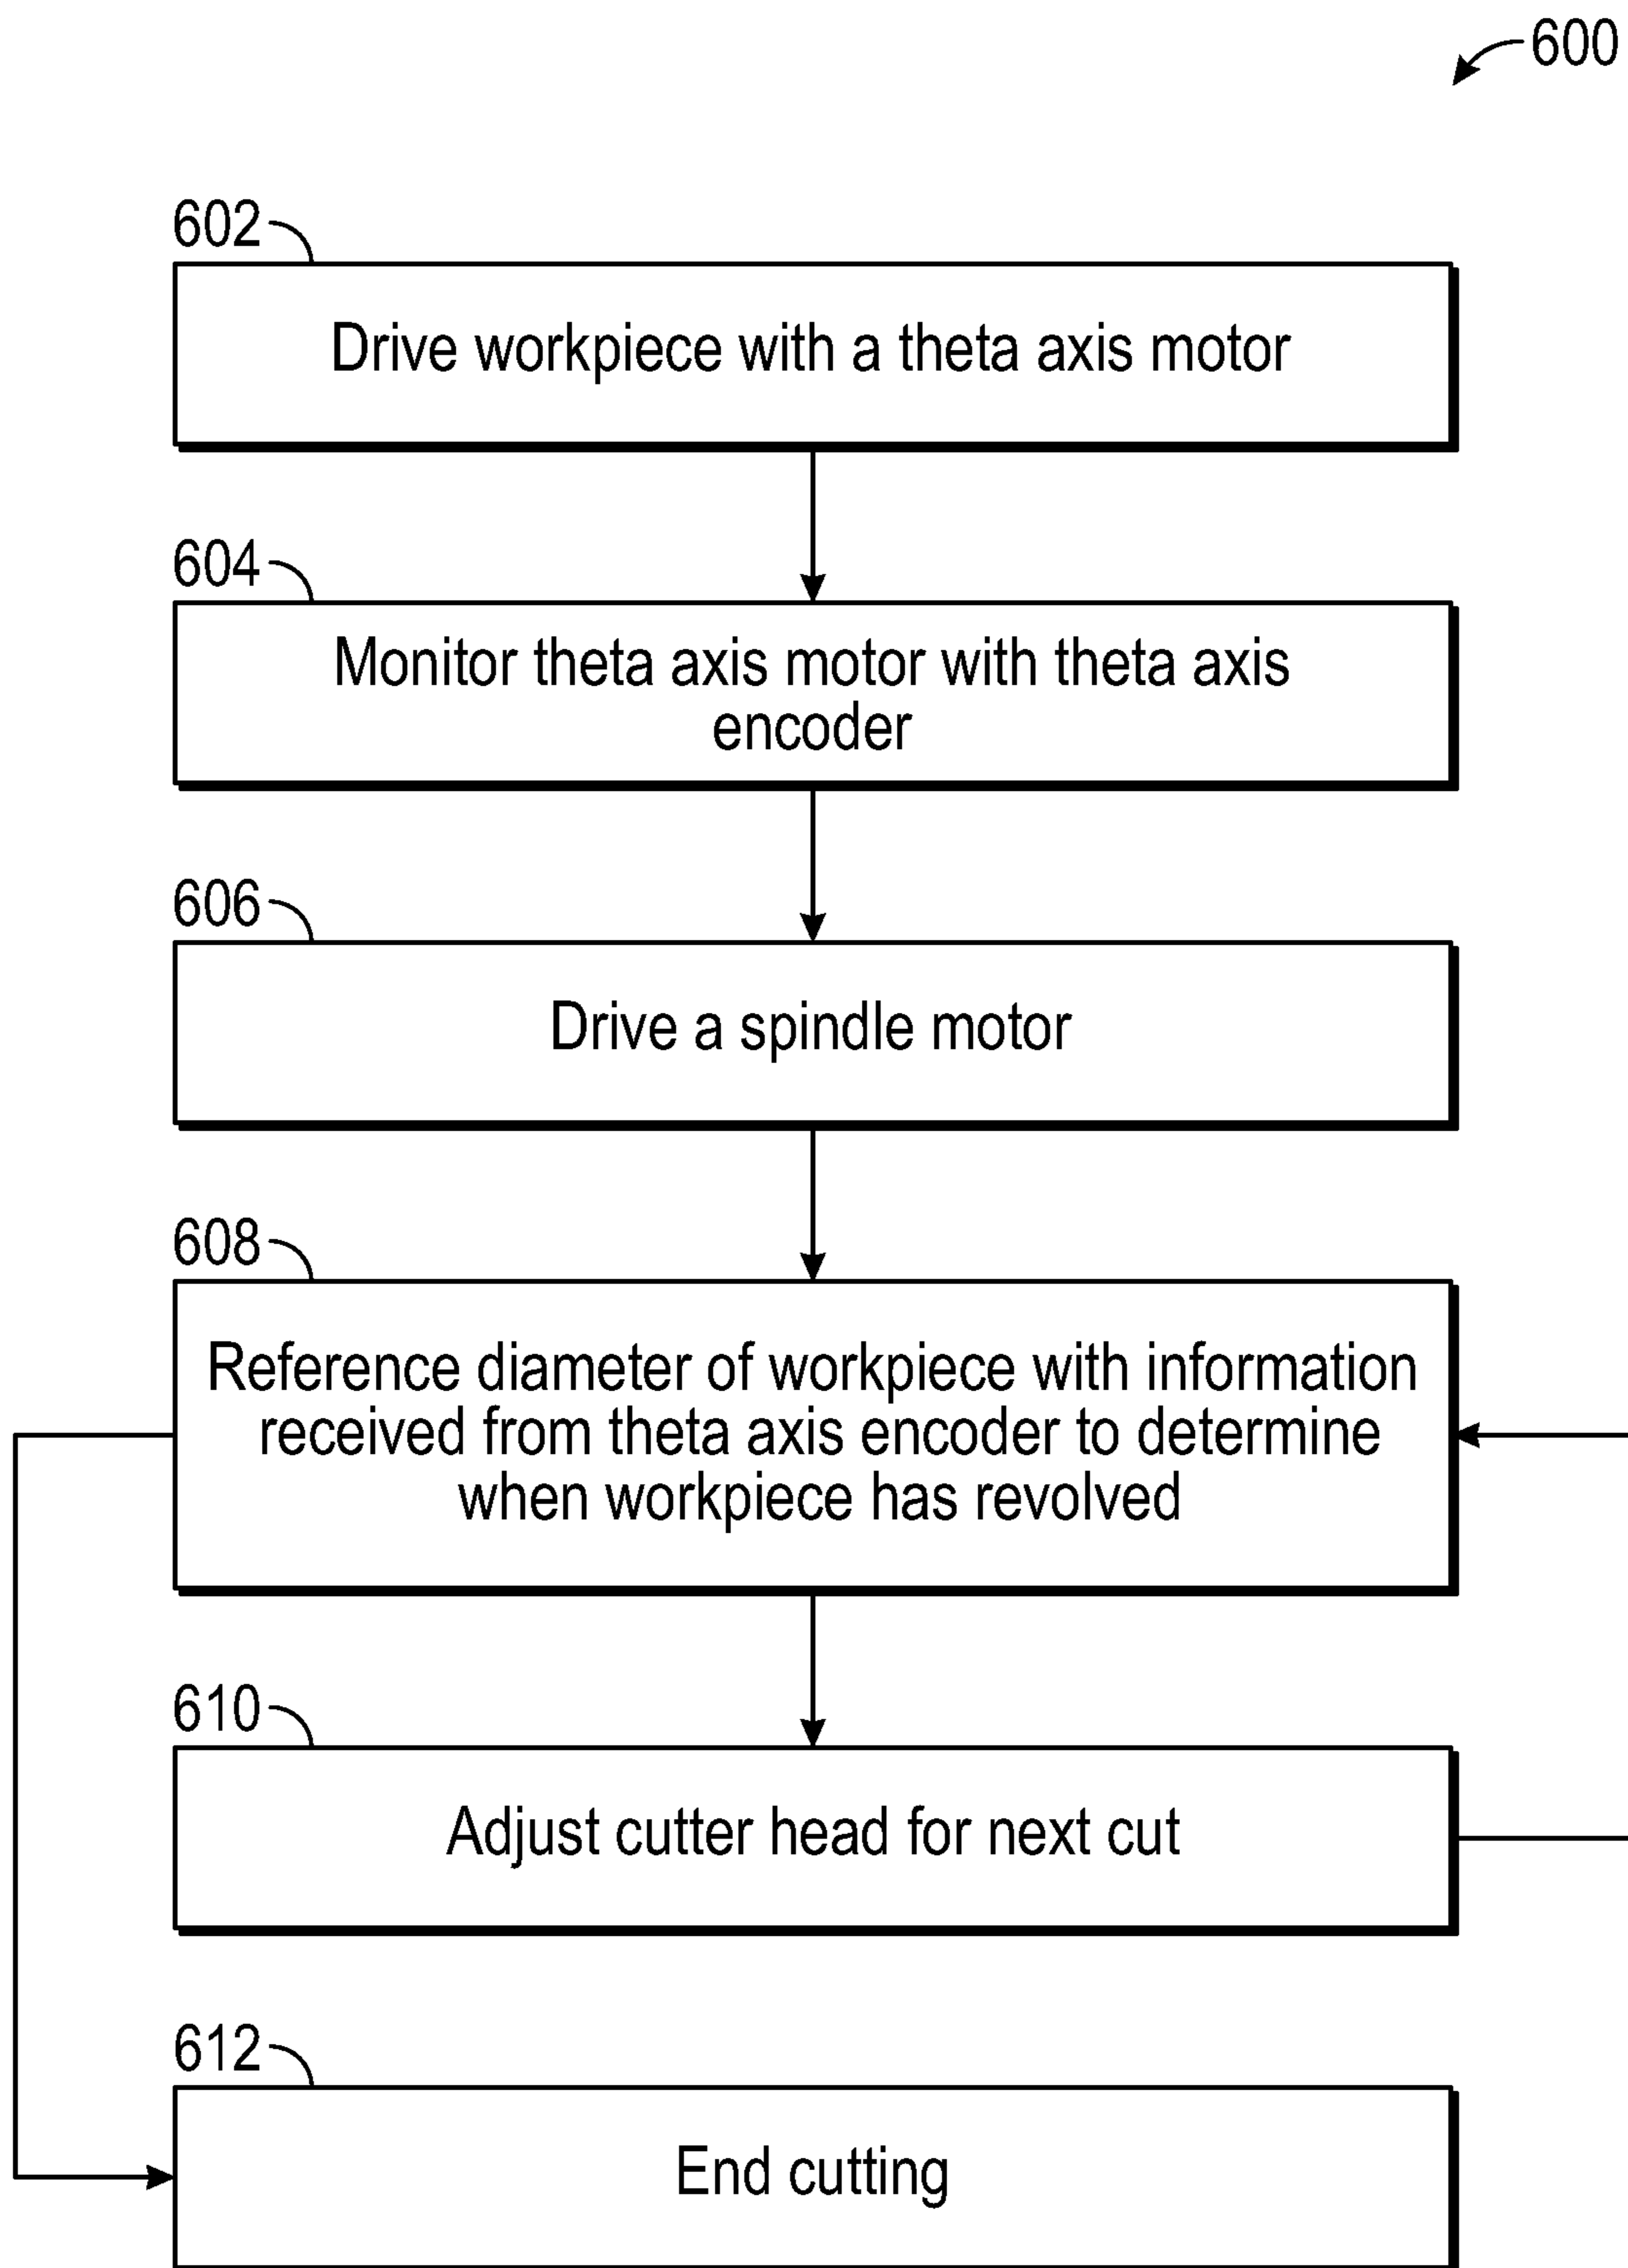 600
602
Drive workpiece with a theta axis motor
604
Monitor theta axis motor with theta axis
encoder
606
Drive a spindle motor
608
Reference diameter of workpiece with information
received from theta axis encoder to determine
when workpiece has revolved
610
Adjust cutter head for next cut
612
End cutting